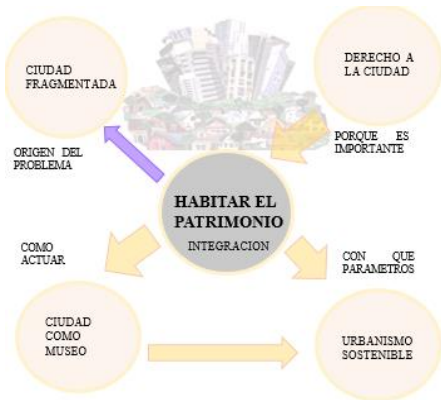 CIUDAD
FRAGMENTADA
DERECHO A
LA CIUDAD
ORIGEN DEL
PROBLEMA
PORQUE ES
IMPORTANTE
HABITAR EL
PATRIMONIO
INTEGRACION
COMO
ACTUAR
CON QUE
PARAMETROS
CIUDAD
COMO
MUSEO
URBANISMO
SOSTENIBLE